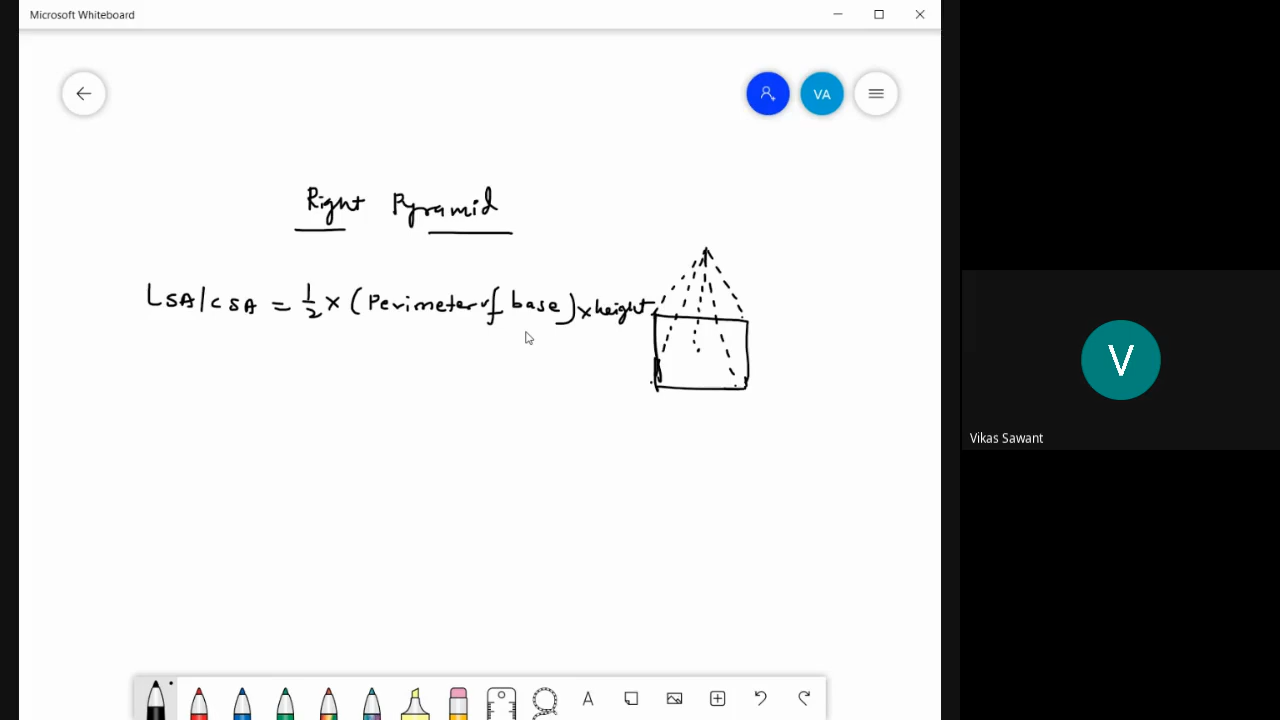 Microsoft Whiteboard
VA
Right Pyramid
LSA/CSA = 1/2 × (Perimeter of base) × height
V
Vikas Sawant
A